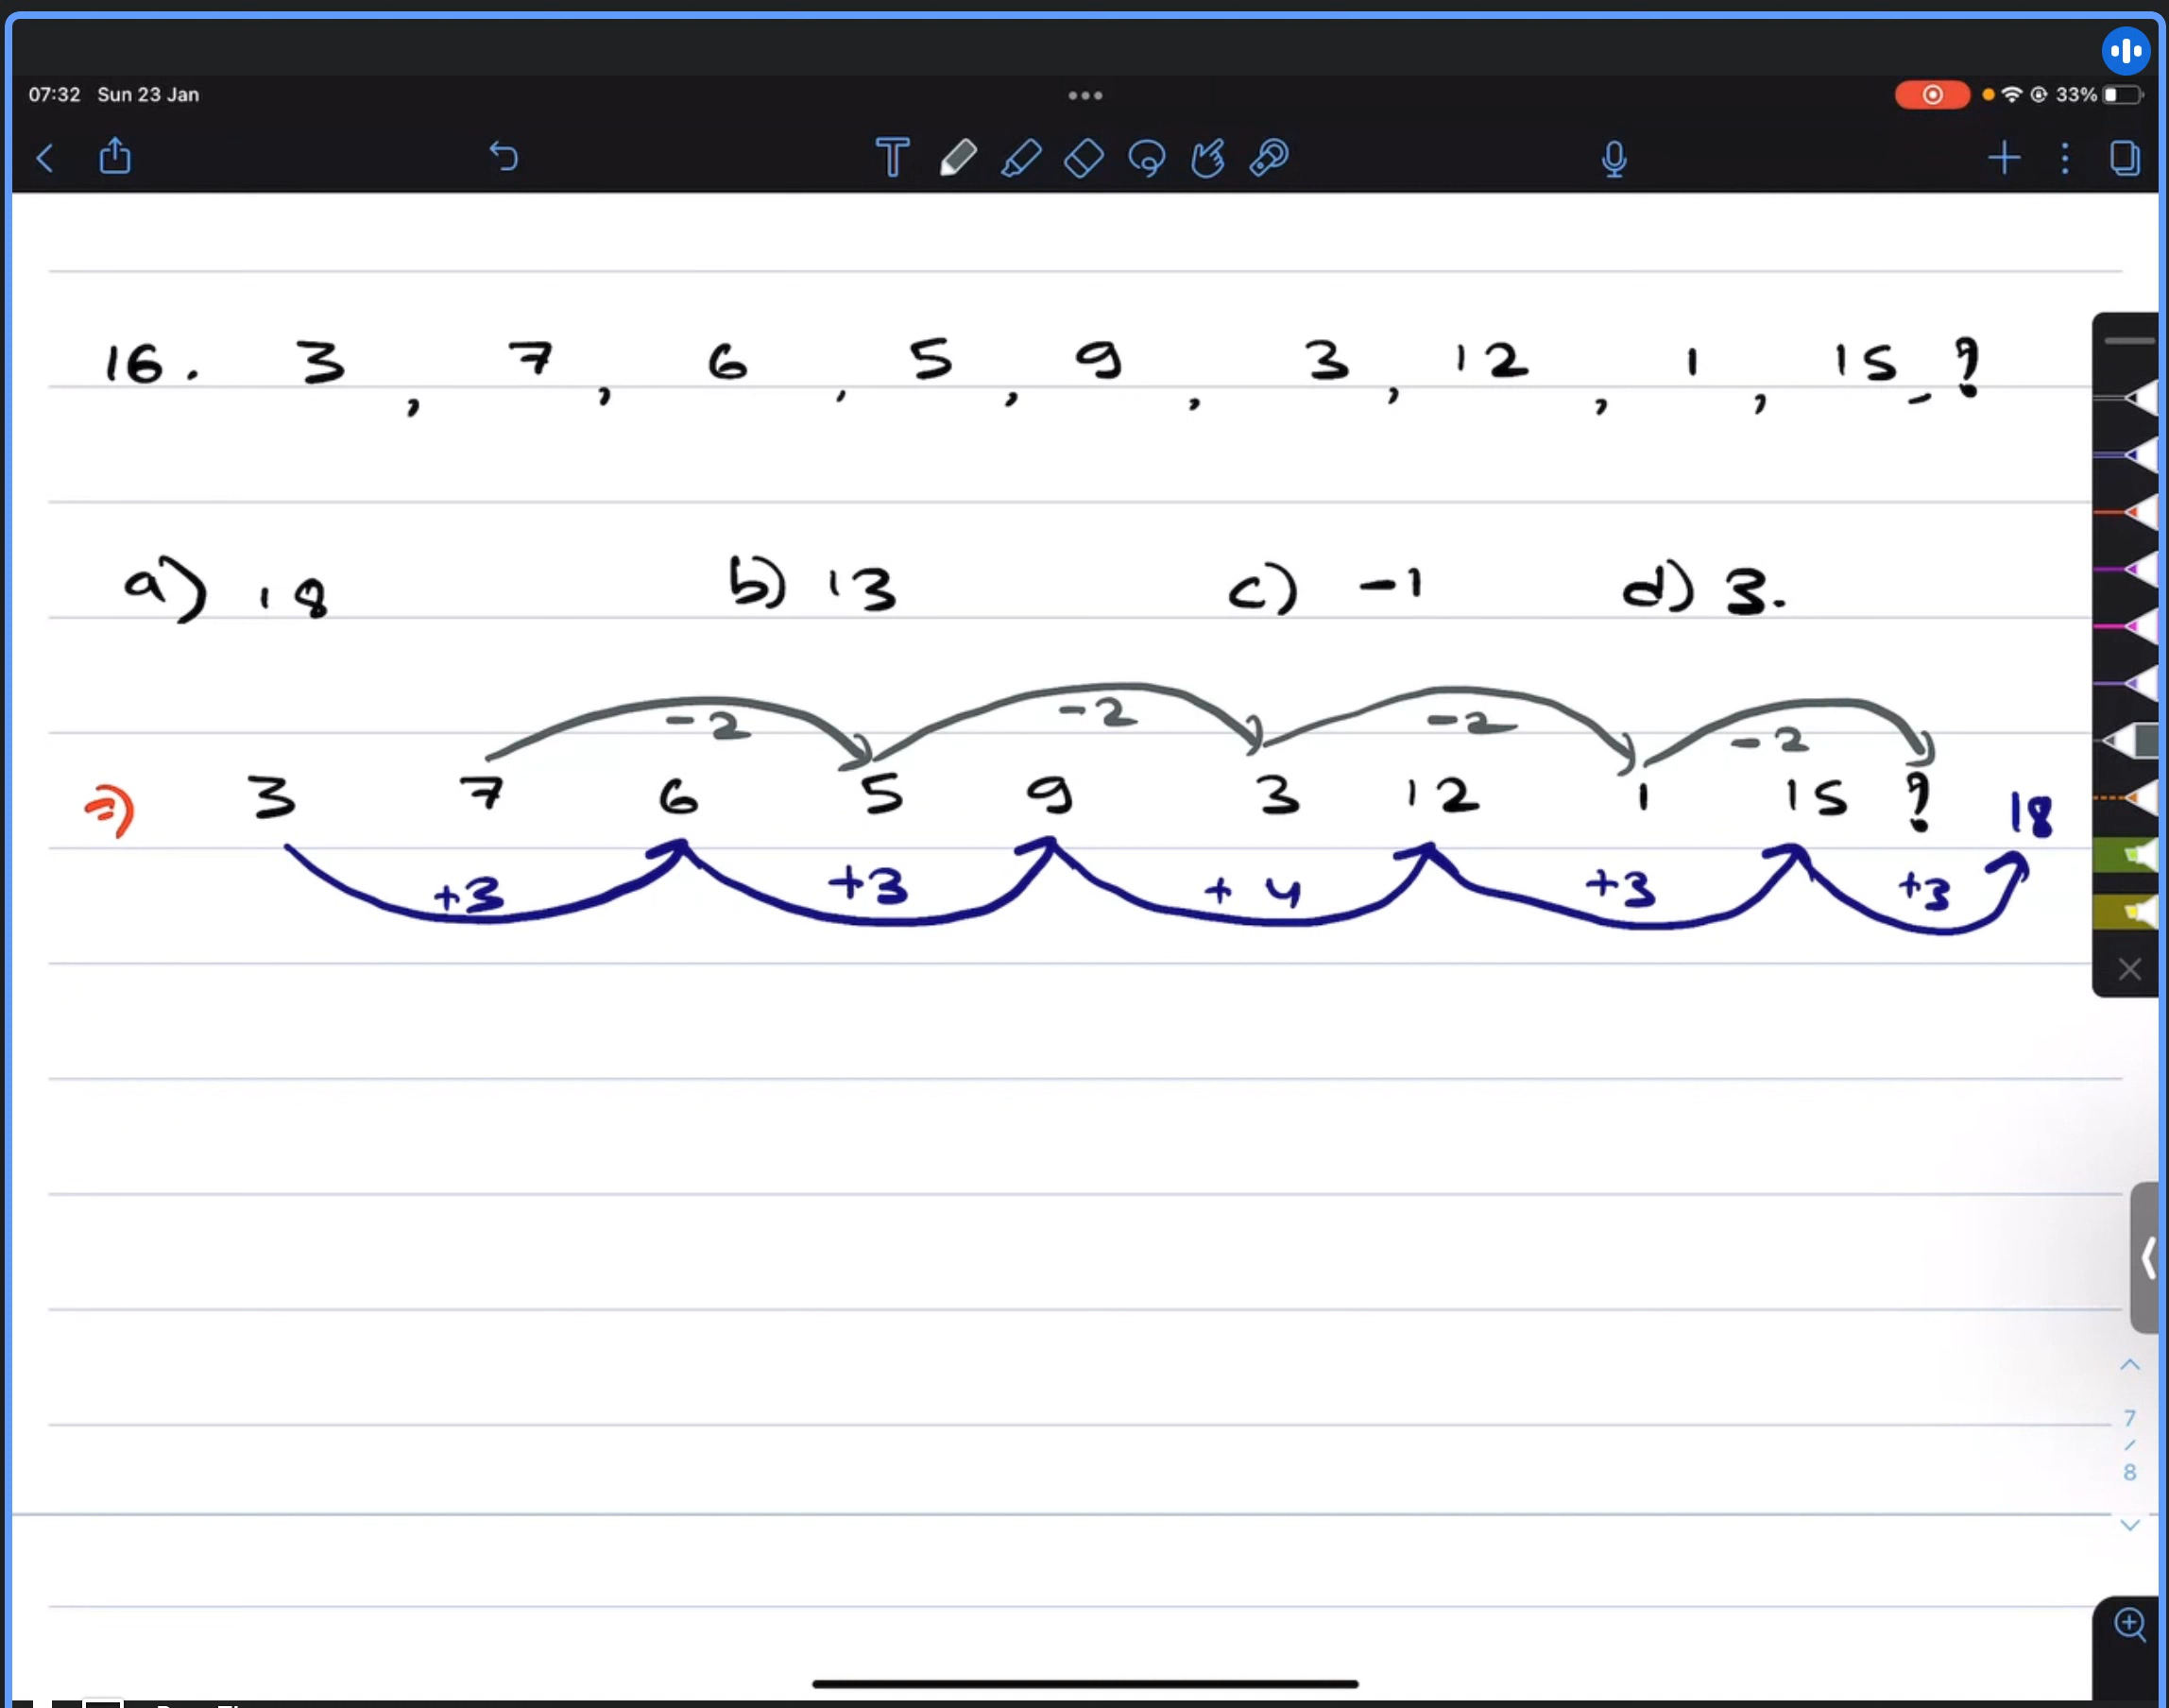 07:32 Sun 23 Jan 33%
16. 3 , 7 , 6 , 5 , 9 , 3 , 12 , 1 , 15 - ?
a) 18 b) 13 c) -1 d) 3.
-2 -2 -2 -2
⇒ 3 7 6 5 9 3 12 1 15 ? 18
+3 +3 + 4 +3 +3
7
/
8